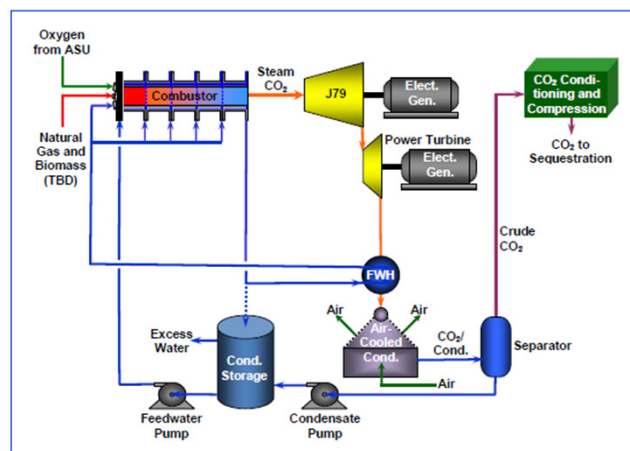 Oxygen
from ASU
Combustor
Natural
Gas and
Biomass
(TBD)
Steam
CO₂
J79
Elect.
Gen.
Power Turbine
Elect.
Gen.
CO₂ Condi-
tioning and
Compression
CO₂ to
Sequestration
Crude
CO₂
FWH
Air
Air
Air-
Cooled
Cond.
CO₂/
Cond.
Separator
Air
Excess
Water
Cond.
Storage
Feedwater
Pump
Condensate
Pump